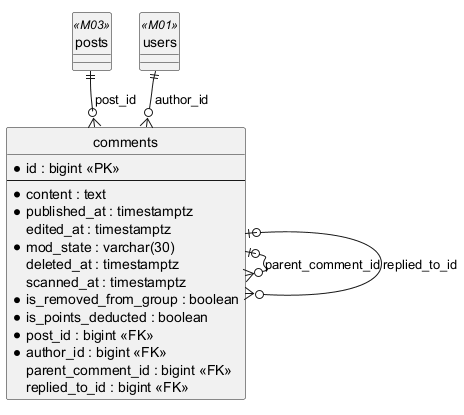 «M03»
posts
«M01»
users
post_id
author_id
comments
id : bigint «PK»
content : text
published_at : timestamptz
edited_at : timestamptz
mod_state : varchar(30)
deleted_at : timestamptz
scanned_at : timestamptz
is_removed_from_group : boolean
is_points_deducted : boolean
post_id : bigint «FK»
author_id : bigint «FK»
parent_comment_id : bigint «FK»
replied_to_id : bigint «FK»
parent_comment_id
replied_to_id